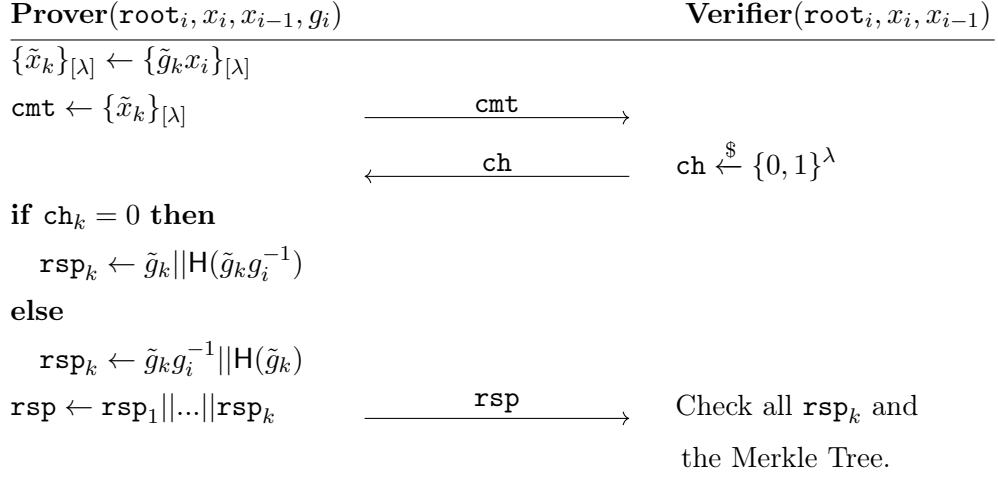 Prover(root_i, x_i, x_{i−1}, g_i) Verifier(root_i, x_i, x_{i−1})
{x̃_k}_{[λ]} ← {g̃_k x_i}_{[λ]}
cmt ← {x̃_k}_{[λ]} cmt
ch ch ←$ {0, 1}^λ
if ch_k = 0 then
rsp_k ← g̃_k||H(g̃_k g_i^{−1})
else
rsp_k ← g̃_k g_i^{−1}||H(g̃_k)
rsp ← rsp_1||...||rsp_k rsp Check all rsp_k and
the Merkle Tree.